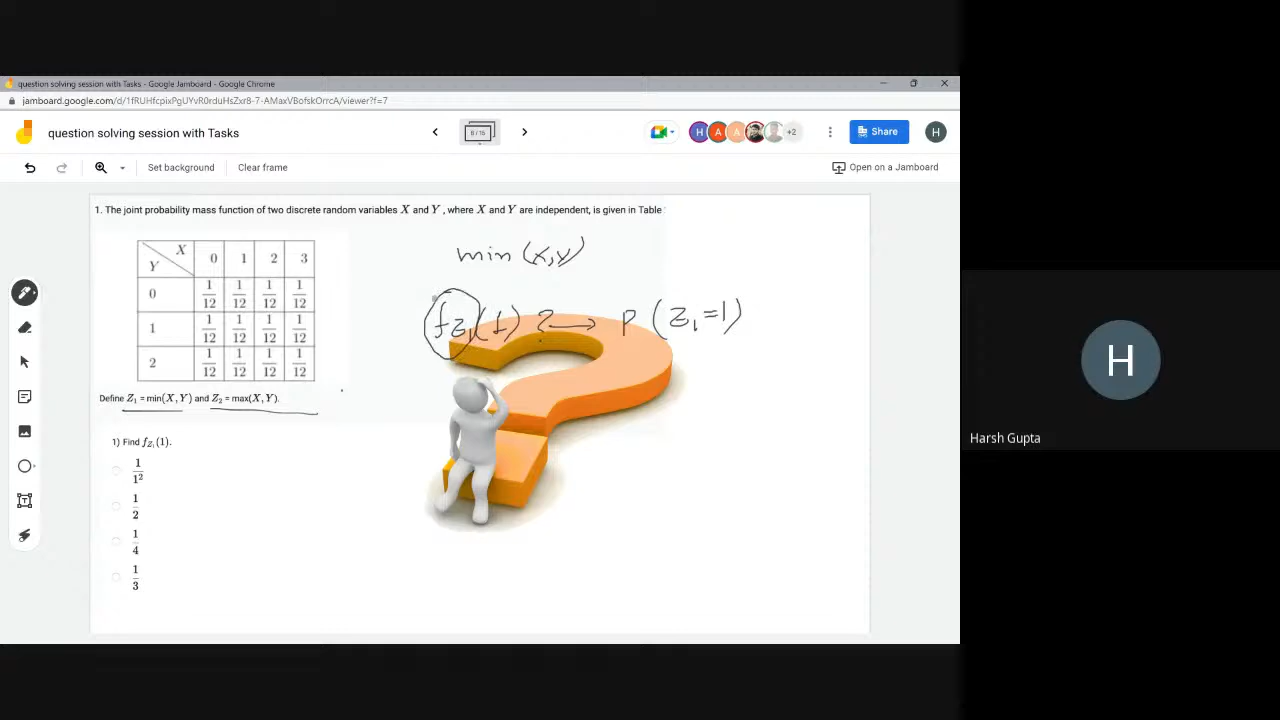 question solving session with Tasks - Google Jamboard - Google Chrome
jamboard.google.com/d/1fRUHfcpixPgUYvR0rduHsZxr8-7-AMaxVBofskOrrcA/viewer?f=7
question solving session with Tasks
8/15
H A A +2
Share
H
Set background Clear frame
Open on a Jamboard
1. The joint probability mass function of two discrete random variables X and Y, where X and Y are independent, is given in Table
min (X,Y)
X
Y 0 1 2 3
0 1/12 1/12 1/12 1/12
1 1/12 1/12 1/12 1/12
2 1/12 1/12 1/12 1/12
fZ₁(1) ? → P (Z₁=1)
Define Z₁ = min(X, Y) and Z₂ = max(X, Y).
1) Find fZ₁(1).
1/1²
1/2
1/4
1/3
H
Harsh Gupta